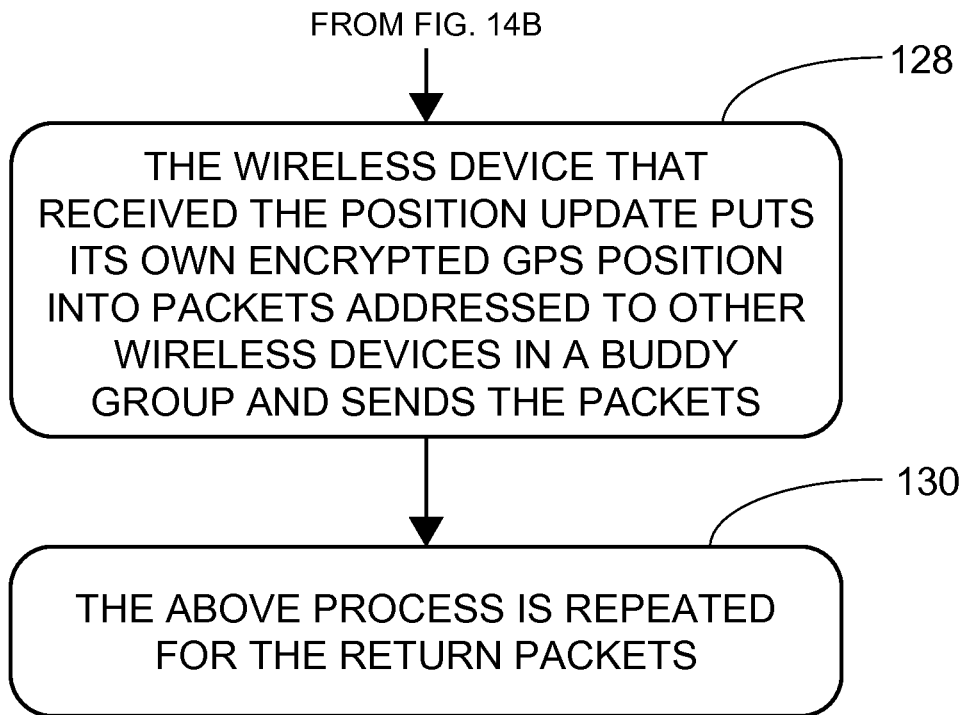 FROM FIG. 14B
128
THE WIRELESS DEVICE THAT
RECEIVED THE POSITION UPDATE PUTS
ITS OWN ENCRYPTED GPS POSITION
INTO PACKETS ADDRESSED TO OTHER
WIRELESS DEVICES IN A BUDDY
GROUP AND SENDS THE PACKETS
130
THE ABOVE PROCESS IS REPEATED
FOR THE RETURN PACKETS